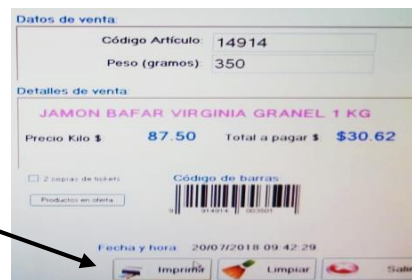 Datos de venta:
Código Artículo: 14914
Peso (gramos): 350
Detalles de venta:
JAMON BAFAR VIRGINIA GRANEL 1 KG
Precio Kilo $ 87.50 Total a pagar $ $30.62
2 copias de tickets
Código de barras:
Productos en oferta
Fecha y hora: 20/07/2018 09:42:29
Imprimir Limpiar Salir